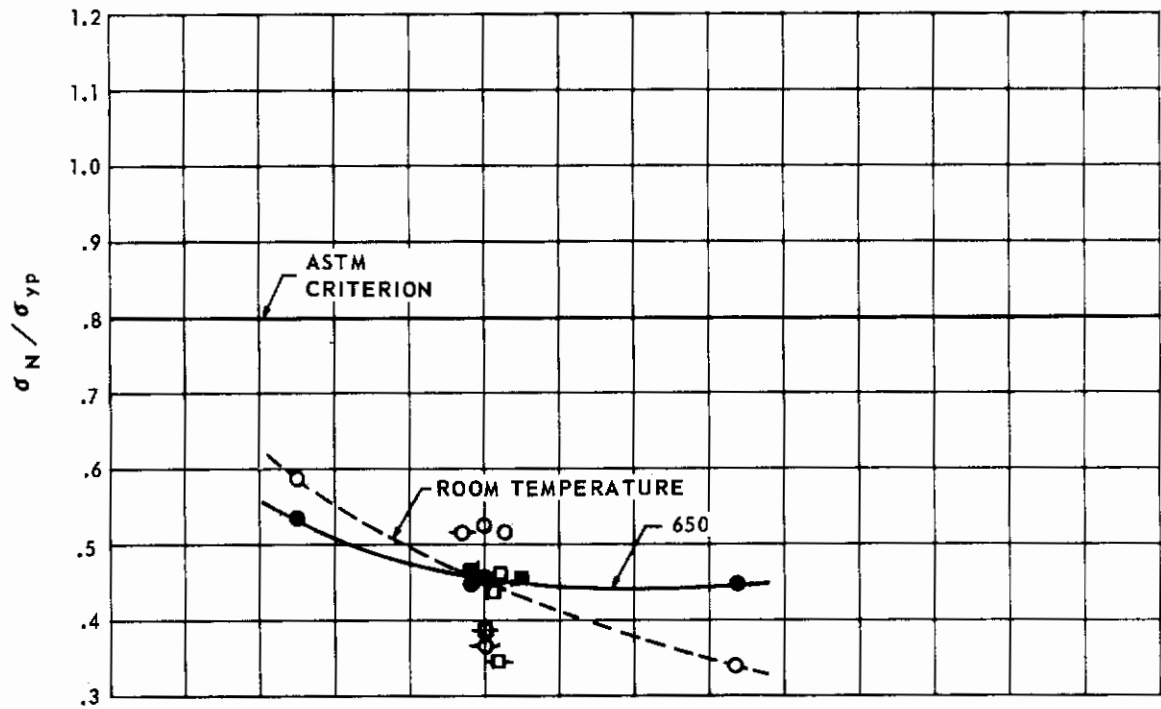 1.2
1.1
1.0
.9
ASTM
CRITERION
.8
σN / σyp
.7
.6
ROOM TEMPERATURE
650
.5
.4
.3